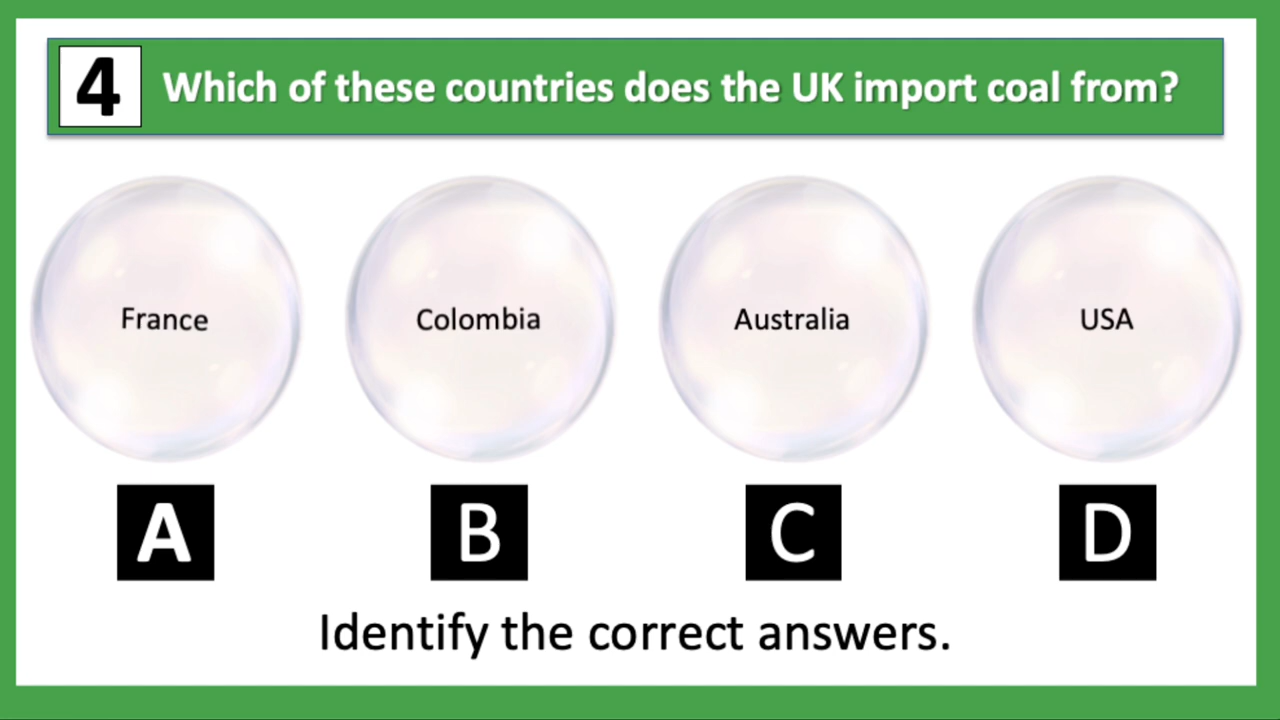 4 Which of these countries does the UK import coal from?
France Colombia Australia USA
A B C D
Identify the correct answers.